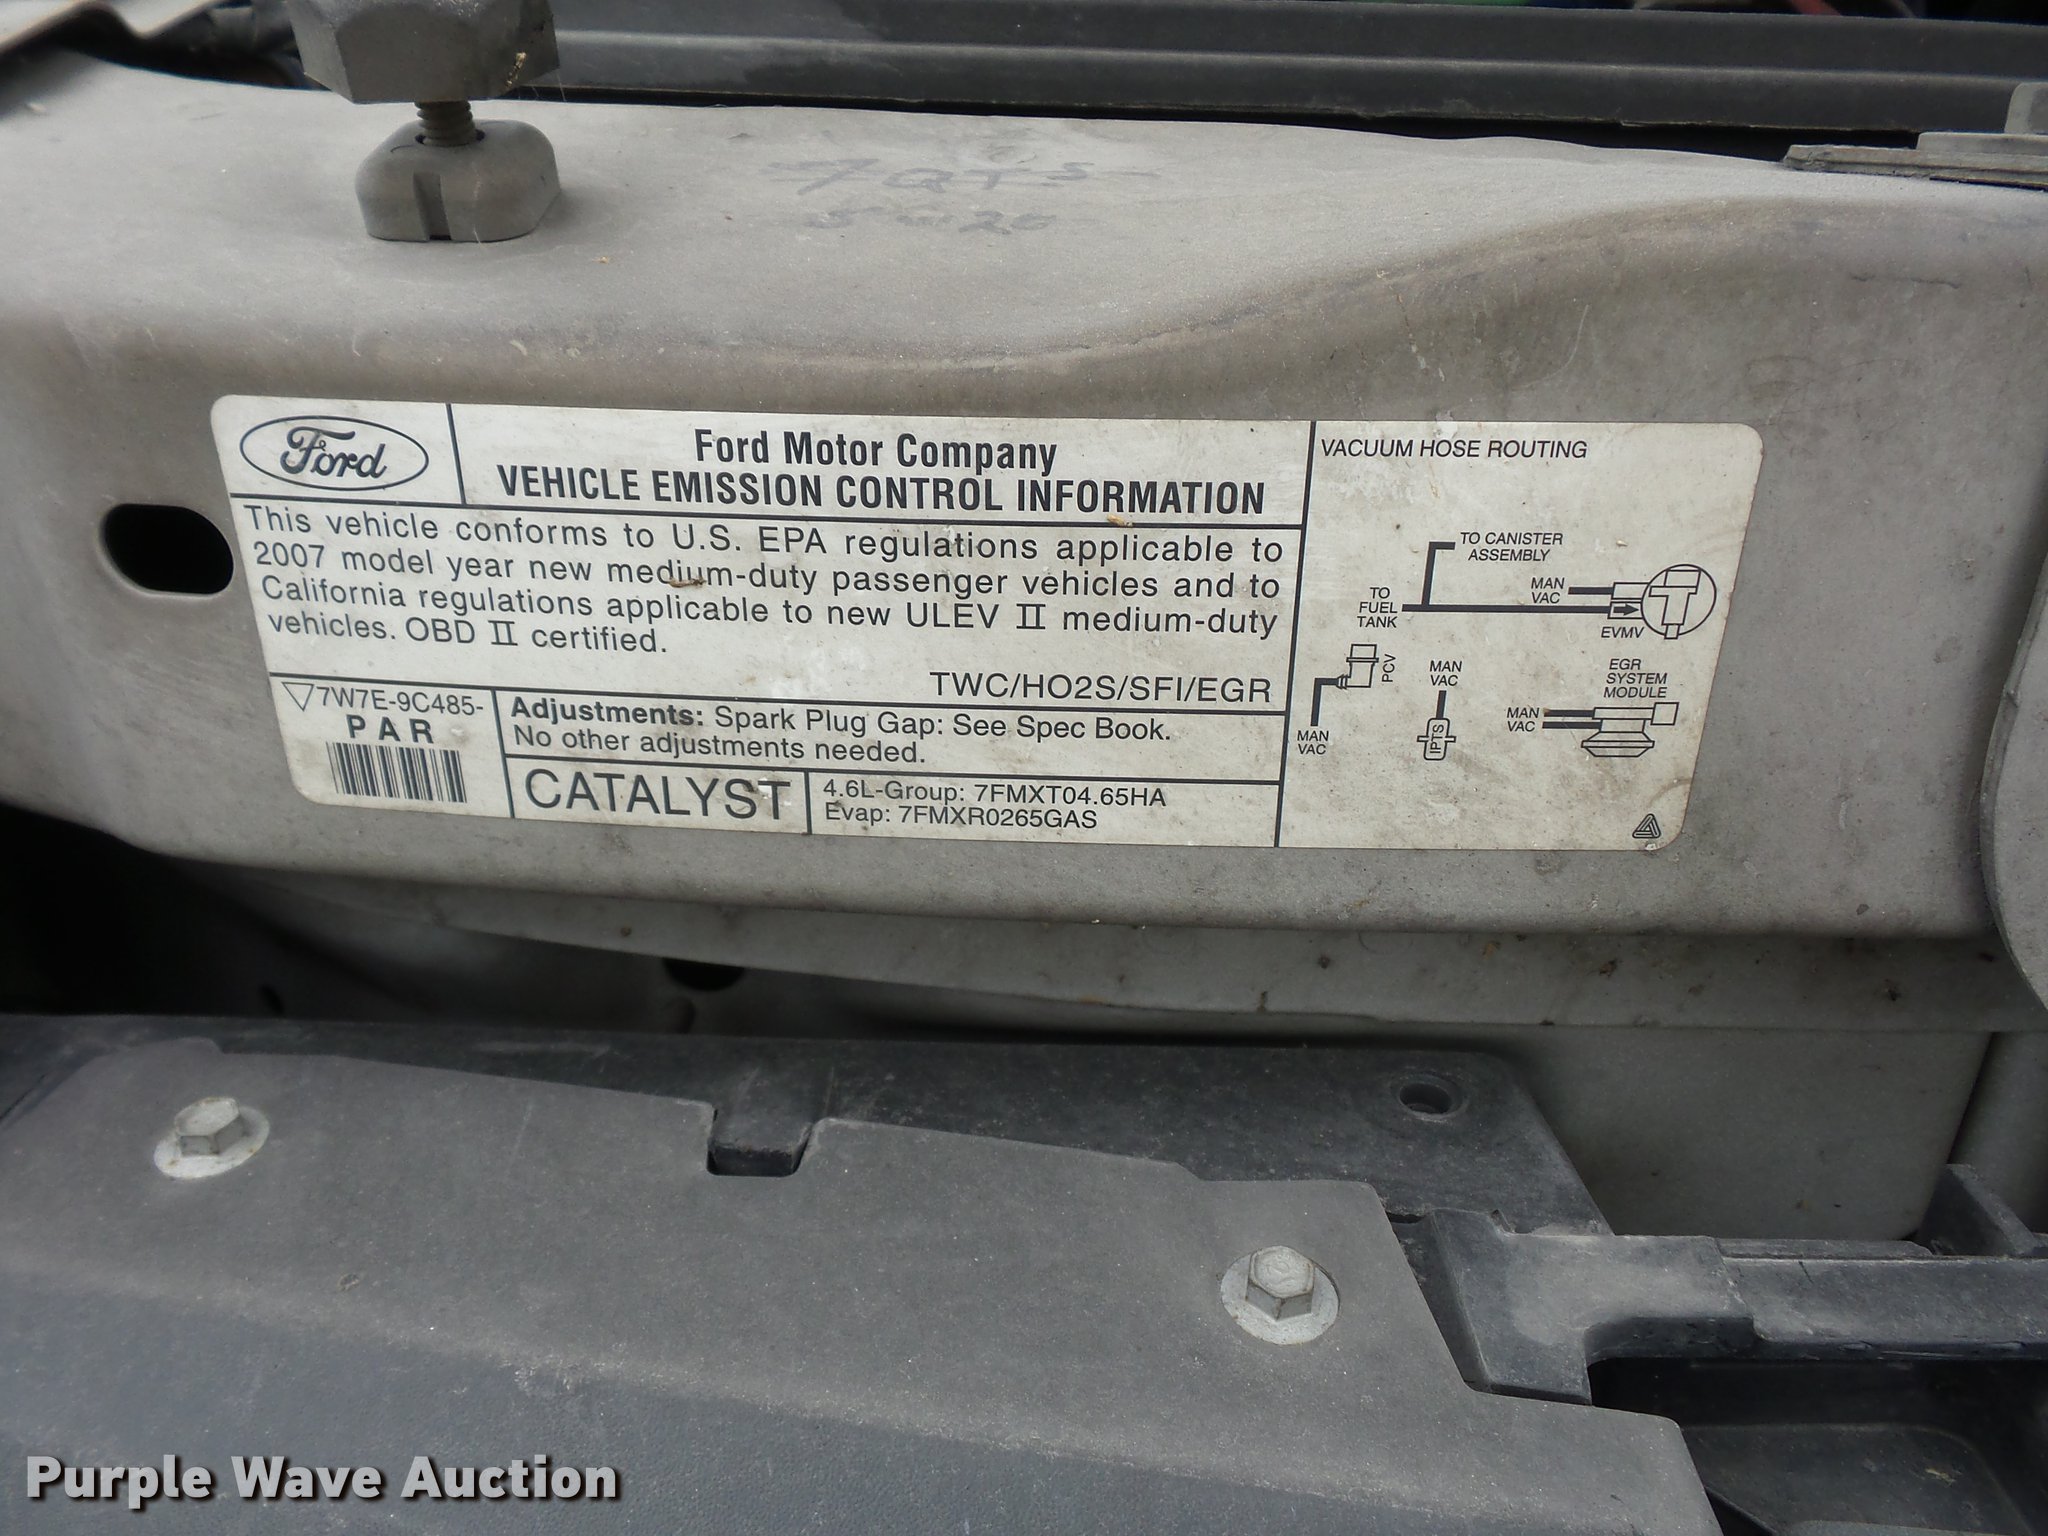 7 QTS
5W20
Ford
Ford Motor Company
VEHICLE EMISSION CONTROL INFORMATION
This vehicle conforms to U.S. EPA regulations applicable to
2007 model year new medium-duty passenger vehicles and to
California regulations applicable to new ULEV II medium-duty
vehicles. OBD II certified.
TWC/HO2S/SFI/EGR
7W7E-9C485-
PAR
Adjustments: Spark Plug Gap: See Spec Book.
No other adjustments needed.
CATALYST
4.6L-Group: 7FMXT04.65HA
Evap: 7FMXR0265GAS
VACUUM HOSE ROUTING
TO CANISTER
ASSEMBLY
MAN
VAC
TO
FUEL
TANK
EVMV
PCV
MAN
VAC
MAN
VAC
IPTS
EGR
SYSTEM
MODULE
MAN
VAC
Purple Wave Auction